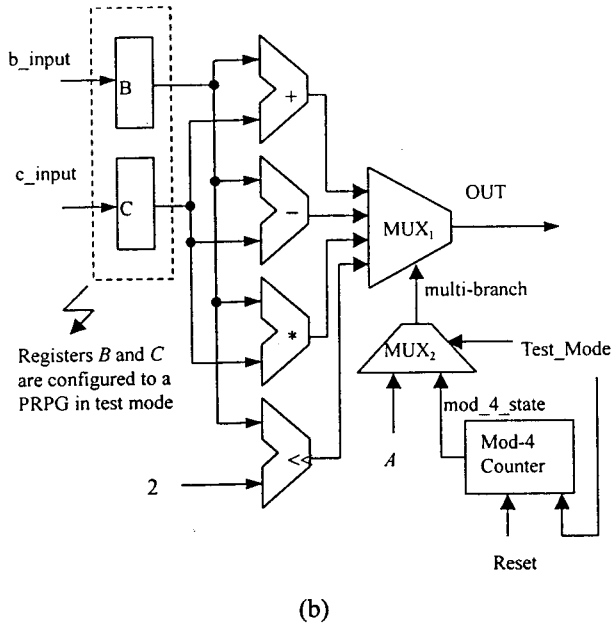 b_input
B
+
c_input
C
OUT
−
MUX₁
multi-branch
*
MUX₂
Test_Mode
Registers B and C
are configured to a
PRPG in test mode
mod_4_state
Mod-4
Counter
<<
A
2
Reset
(b)